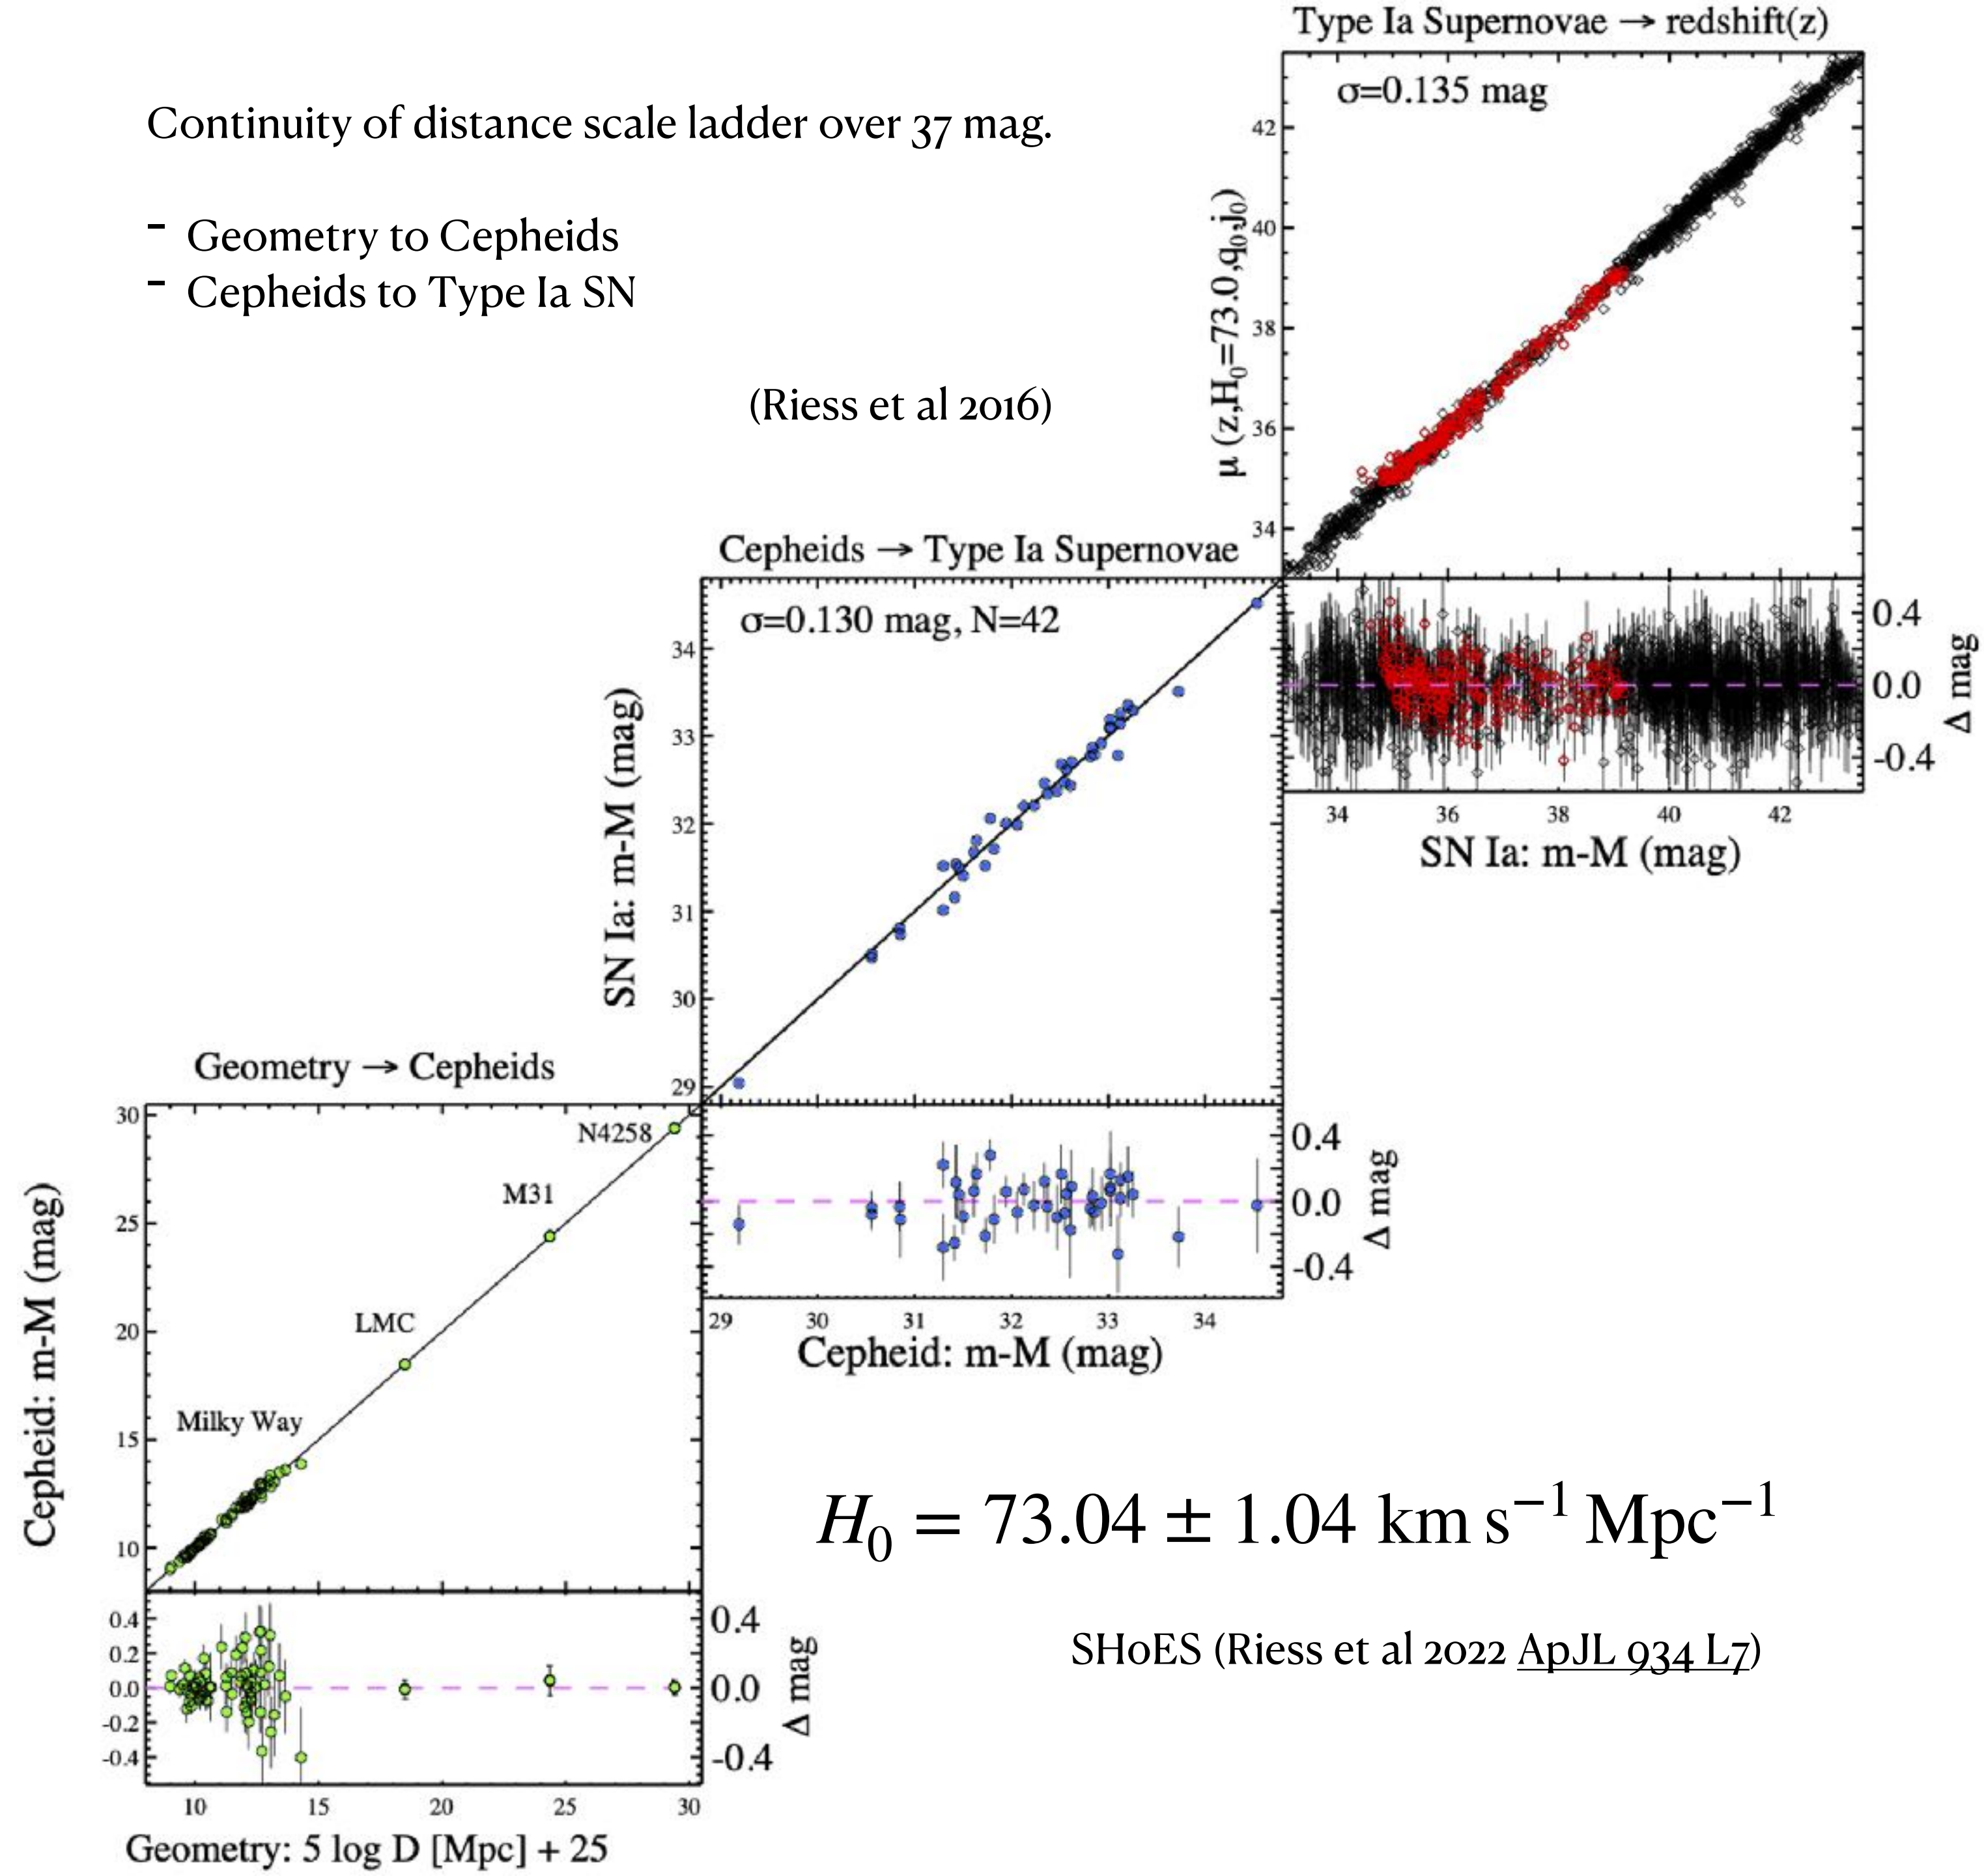 Type Ia Supernovae → redshift(z)
σ=0.135 mag
Continuity of distance scale ladder over 37 mag.
- Geometry to Cepheids
- Cepheids to Type Ia SN
(Riess et al 2016)
μ (z,H₀=73.0,q₀,j₀)
42
40
38
36
34
0.4
0.0
-0.4
Δ mag
34 36 38 40 42
SN Ia: m-M (mag)
Cepheids → Type Ia Supernovae
σ=0.130 mag, N=42
SN Ia: m-M (mag)
34
33
32
31
30
29
0.4
0.0
-0.4
Δ mag
29 30 31 32 33 34
Cepheid: m-M (mag)
Geometry → Cepheids
Cepheid: m-M (mag)
30
25
20
15
10
N4258
M31
LMC
Milky Way
0.4
0.2
0.0
-0.2
-0.4
0.4
0.0
-0.4
Δ mag
10 15 20 25 30
Geometry: 5 log D [Mpc] + 25
H₀ = 73.04 ± 1.04 km s⁻¹ Mpc⁻¹
SHoES (Riess et al 2022 ApJL 934 L7)